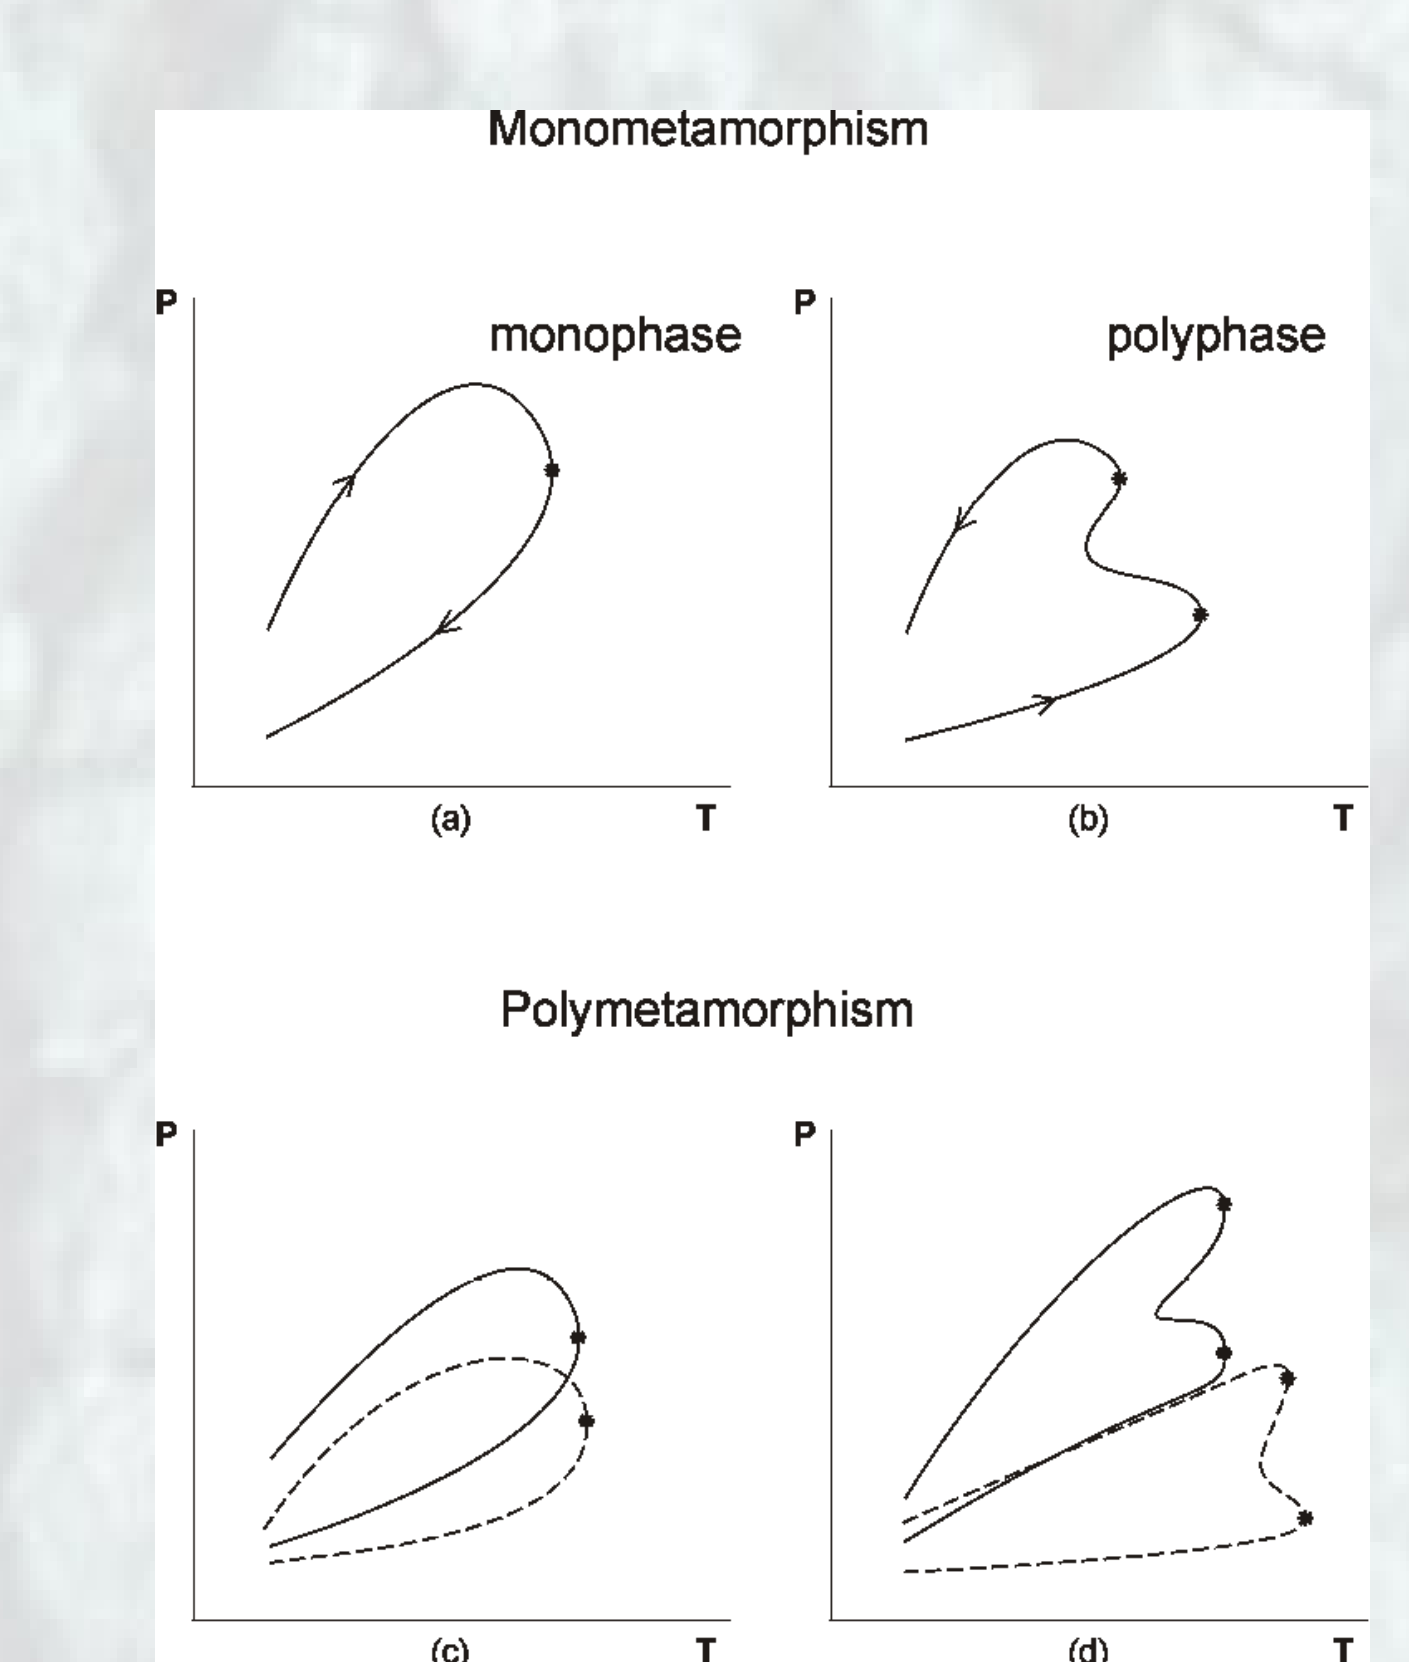 Monometamorphism
P
monophase
P
polyphase
(a)
T
(b)
T
Polymetamorphism
P
P
(c)
T
(d)
T